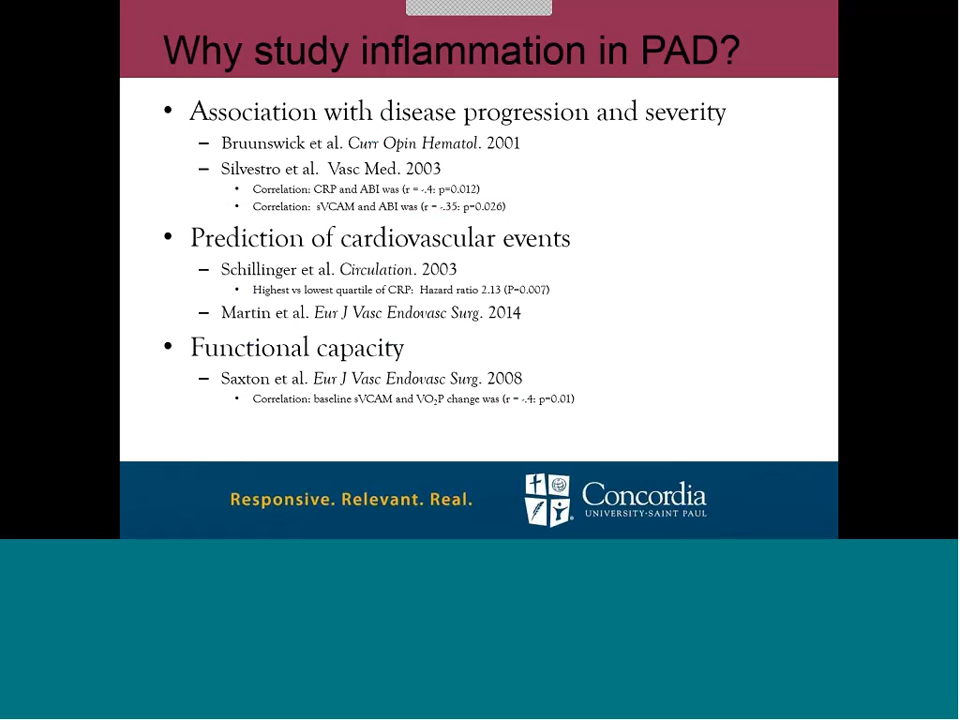 Why study inflammation in PAD?
• Association with disease progression and severity
– Bruunswick et al. Curr Opin Hematol. 2001
– Silvestro et al. Vasc Med. 2003
• Correlation: CRP and ABI was (r = -.4: p=0.012)
• Correlation: sVCAM and ABI was (r = -.35: p=0.026)
• Prediction of cardiovascular events
– Schillinger et al. Circulation. 2003
• Highest vs lowest quartile of CRP: Hazard ratio 2.13 (P=0.007)
– Martin et al. Eur J Vasc Endovasc Surg. 2014
• Functional capacity
– Saxton et al. Eur J Vasc Endovasc Surg. 2008
• Correlation: baseline sVCAM and VO₂P change was (r = -.4: p=0.01)
Responsive. Relevant. Real.
Concordia
UNIVERSITY·SAINT PAUL